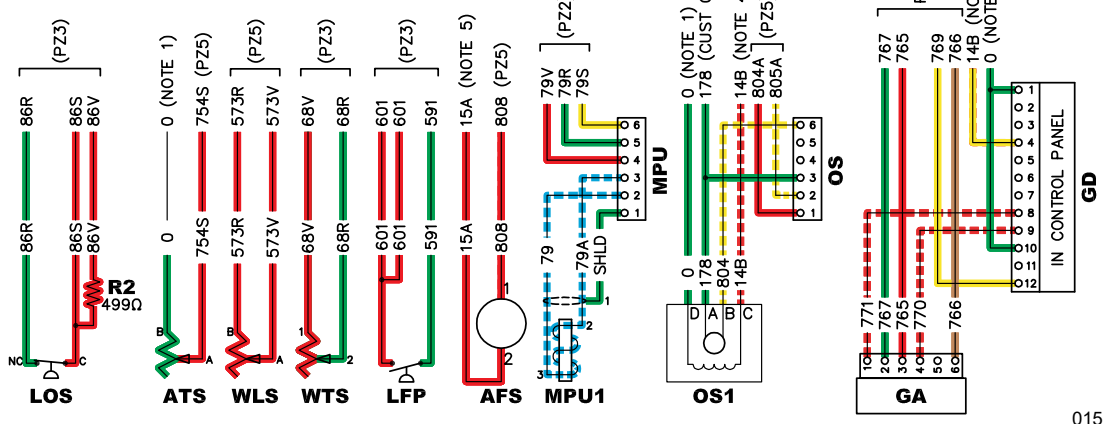 (PZ3)
86R
86S
86V
86R
86S
86V
R2
499Ω
NC
C
LOS
0 (NOTE 1)
754S (PZ5)
0
754S
B
A
ATS
(PZ5)
573R
573V
573R
573V
B
A
WLS
(PZ3)
68V
68R
68V
68R
1
2
WTS
(PZ3)
601
601
591
601
601
591
LFP
15A (NOTE 5)
808 (PZ5)
15A
808
1
2
AFS
(PZ2
79V
79R
79S
6
5
4
3
2
1
MPU
79
79A
SHLD
1
2
3
MPU1
0 (NOTE 1)
178 (CUST
14B (NOTE 4
804A
805A
(PZ5
6
5
4
3
2
1
OS
0
178
804
14B
D
A
B
C
OS1
767
765
769
766
14B (NO
0 (NOTE
1
2
3
4
5
6
7
8
9
10
11
12
IN CONTROL PANEL
GD
771
767
765
770
766
1
2
3
4
5
6
GA
015